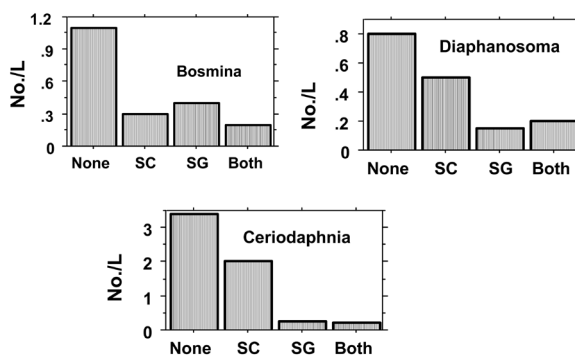 1.2
.9
.6
.3
0
No./L
Bosmina
None SC SG Both
.8
.6
.4
.2
0
No./L
Diaphanosoma
None SC SG Both
3
2
1
0
No./L
Ceriodaphnia
None SC SG Both